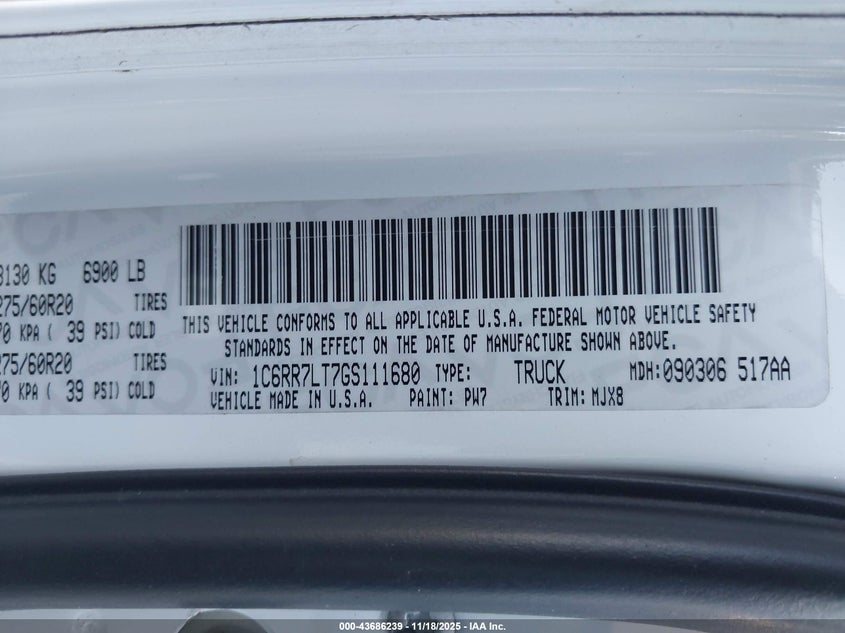 3130 KG 6900 LB
275/60R20 TIRES
70 KPA ( 39 PSI) COLD
275/60R20 TIRES
70 KPA ( 39 PSI) COLD
THIS VEHICLE CONFORMS TO ALL APPLICABLE U.S.A. FEDERAL MOTOR VEHICLE SAFETY
STANDARDS IN EFFECT ON THE DATE OF MANUFACTURE SHOWN ABOVE.
VIN: 1C6RR7LT7GS111680 TYPE: TRUCK MDH: 090306 517AA
VEHICLE MADE IN U.S.A. PAINT: PW7 TRIM: MJX8
000-43686239 - 11/18/2025 - IAA Inc.